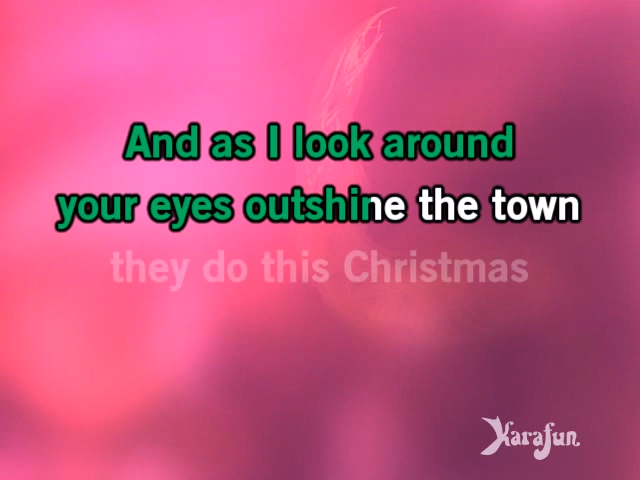 And as I look around
your eyes outshine the town
they do this Christmas
Karafun